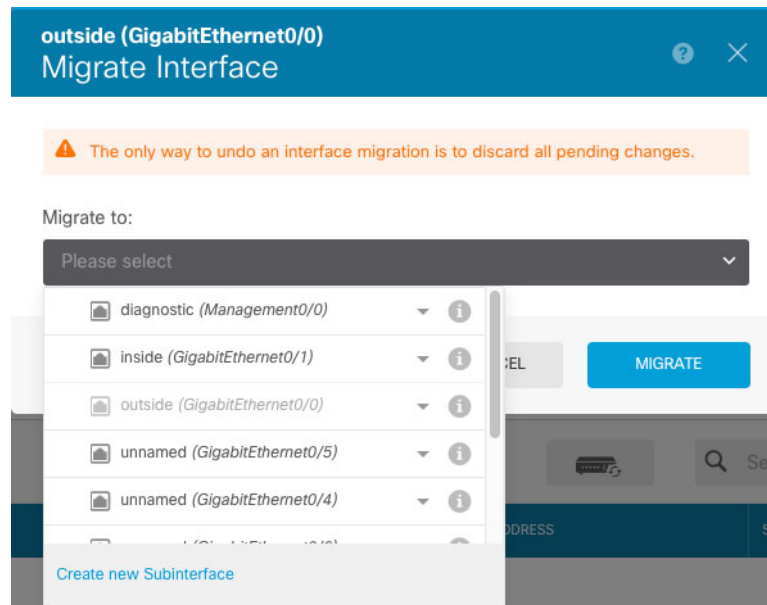 outside (GigabitEthernet0/0)
Migrate Interface
The only way to undo an interface migration is to discard all pending changes.
Migrate to:
Please select
diagnostic (Management0/0)
inside (GigabitEthernet0/1)
CEL
MIGRATE
outside (GigabitEthernet0/0)
unnamed (GigabitEthernet0/5)
Se
unnamed (GigabitEthernet0/4)
DDRESS
S
Create new Subinterface